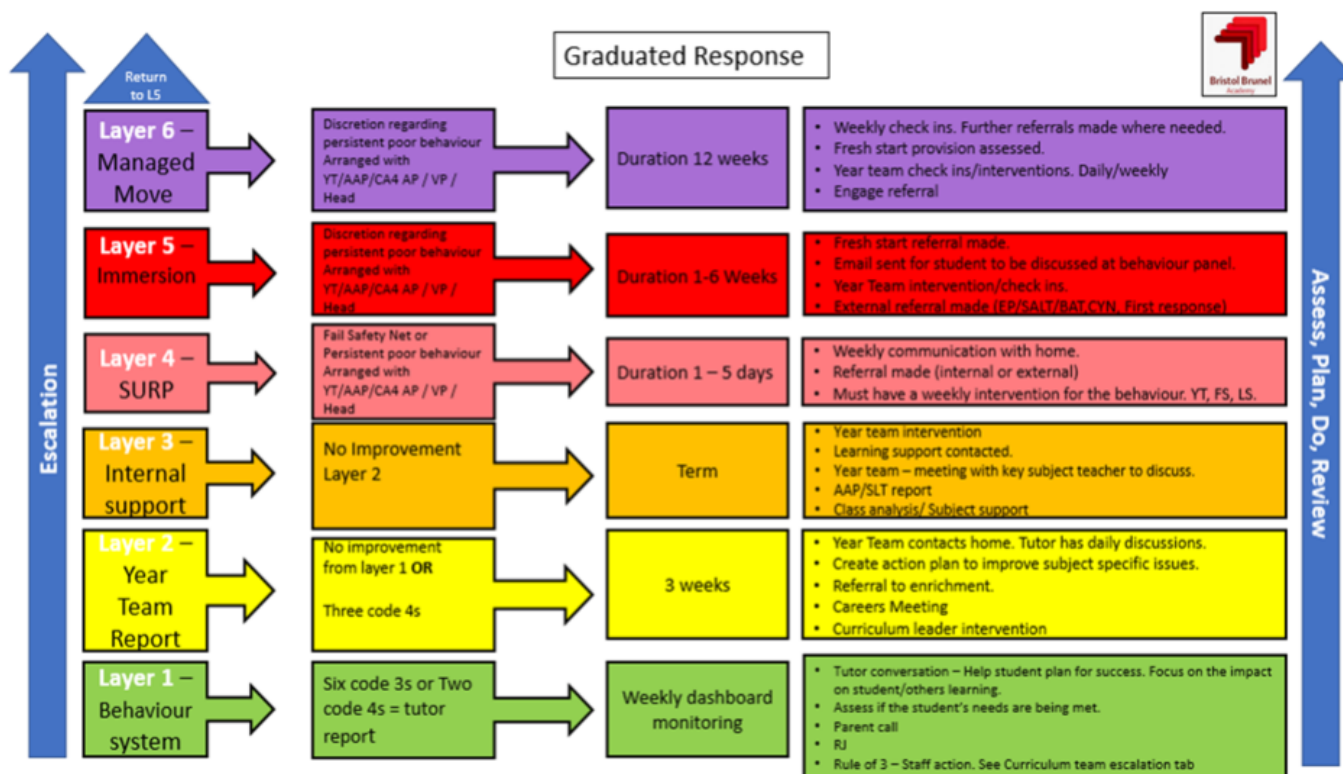 Graduated Response
Bristol Brunel
Academy
Escalation
Assess, Plan, Do, Review
Return
to L5
Layer 6 –
Managed
Move
Discretion regarding
persistent poor behaviour
Arranged with
YT/AAP/CA4 AP / VP /
Head
Duration 12 weeks
• Weekly check ins. Further referrals made where needed.
• Fresh start provision assessed.
• Year team check ins/interventions. Daily/weekly
• Engage referral
Layer 5 –
Immersion
Discretion regarding
persistent poor behaviour
Arranged with
YT/AAP/CA4 AP / VP /
Head
Duration 1-6 Weeks
• Fresh start referral made.
• Email sent for student to be discussed at behaviour panel.
• Year Team intervention/check ins.
• External referral made (EP/SALT/BAT.CYN, First response)
Layer 4 –
SURP
Fail Safety Net or
Persistent poor behaviour
Arranged with
YT/AAP/CA4 AP / VP /
Head
Duration 1 – 5 days
• Weekly communication with home.
• Referral made (internal or external)
• Must have a weekly intervention for the behaviour. YT, FS, LS.
Layer 3 –
Internal
support
No Improvement
Layer 2
Term
• Year team intervention
• Learning support contacted.
• Year team – meeting with key subject teacher to discuss.
• AAP/SLT report
• Class analysis/ Subject support
Layer 2 –
Year
Team
Report
No improvement
from layer 1 OR
Three code 4s
3 weeks
• Year Team contacts home. Tutor has daily discussions.
• Create action plan to improve subject specific issues.
• Referral to enrichment.
• Careers Meeting
• Curriculum leader intervention
Layer 1 –
Behaviour
system
Six code 3s or Two
code 4s = tutor
report
Weekly dashboard
monitoring
• Tutor conversation – Help student plan for success. Focus on the impact
on student/others learning.
• Assess if the student's needs are being met.
• Parent call
• RJ
• Rule of 3 – Staff action. See Curriculum team escalation tab